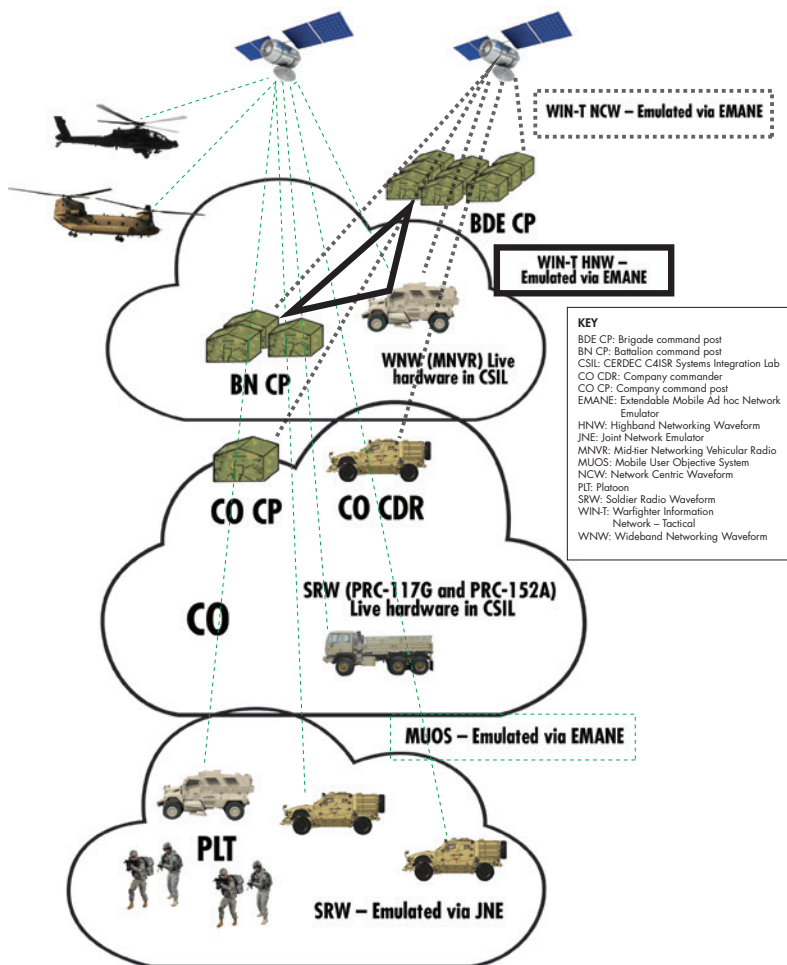 WIN-T NCW – Emulated via EMANE
BDE CP
WIN-T HNW –
Emulated via EMANE
WNW (MNVR) Live
hardware in CSIL
BN CP
KEY
BDE CP: Brigade command post
BN CP: Battalion command post
CSIL: CERDEC C4ISR Systems Integration Lab
CO CDR: Company commander
CO CP: Company command post
EMANE: Extendable Mobile Ad hoc Network
Emulator
HNW: Highband Networking Waveform
JNE: Joint Network Emulator
MNVR: Mid-tier Networking Vehicular Radio
MUOS: Mobile User Objective System
NCW: Network Centric Waveform
PLT: Platoon
SRW: Soldier Radio Waveform
WIN-T: Warfighter Information
Network – Tactical
WNW: Wideband Networking Waveform
CO CP
CO CDR
CO
SRW (PRC-117G and PRC-152A)
Live hardware in CSIL
MUOS – Emulated via EMANE
PLT
SRW – Emulated via JNE